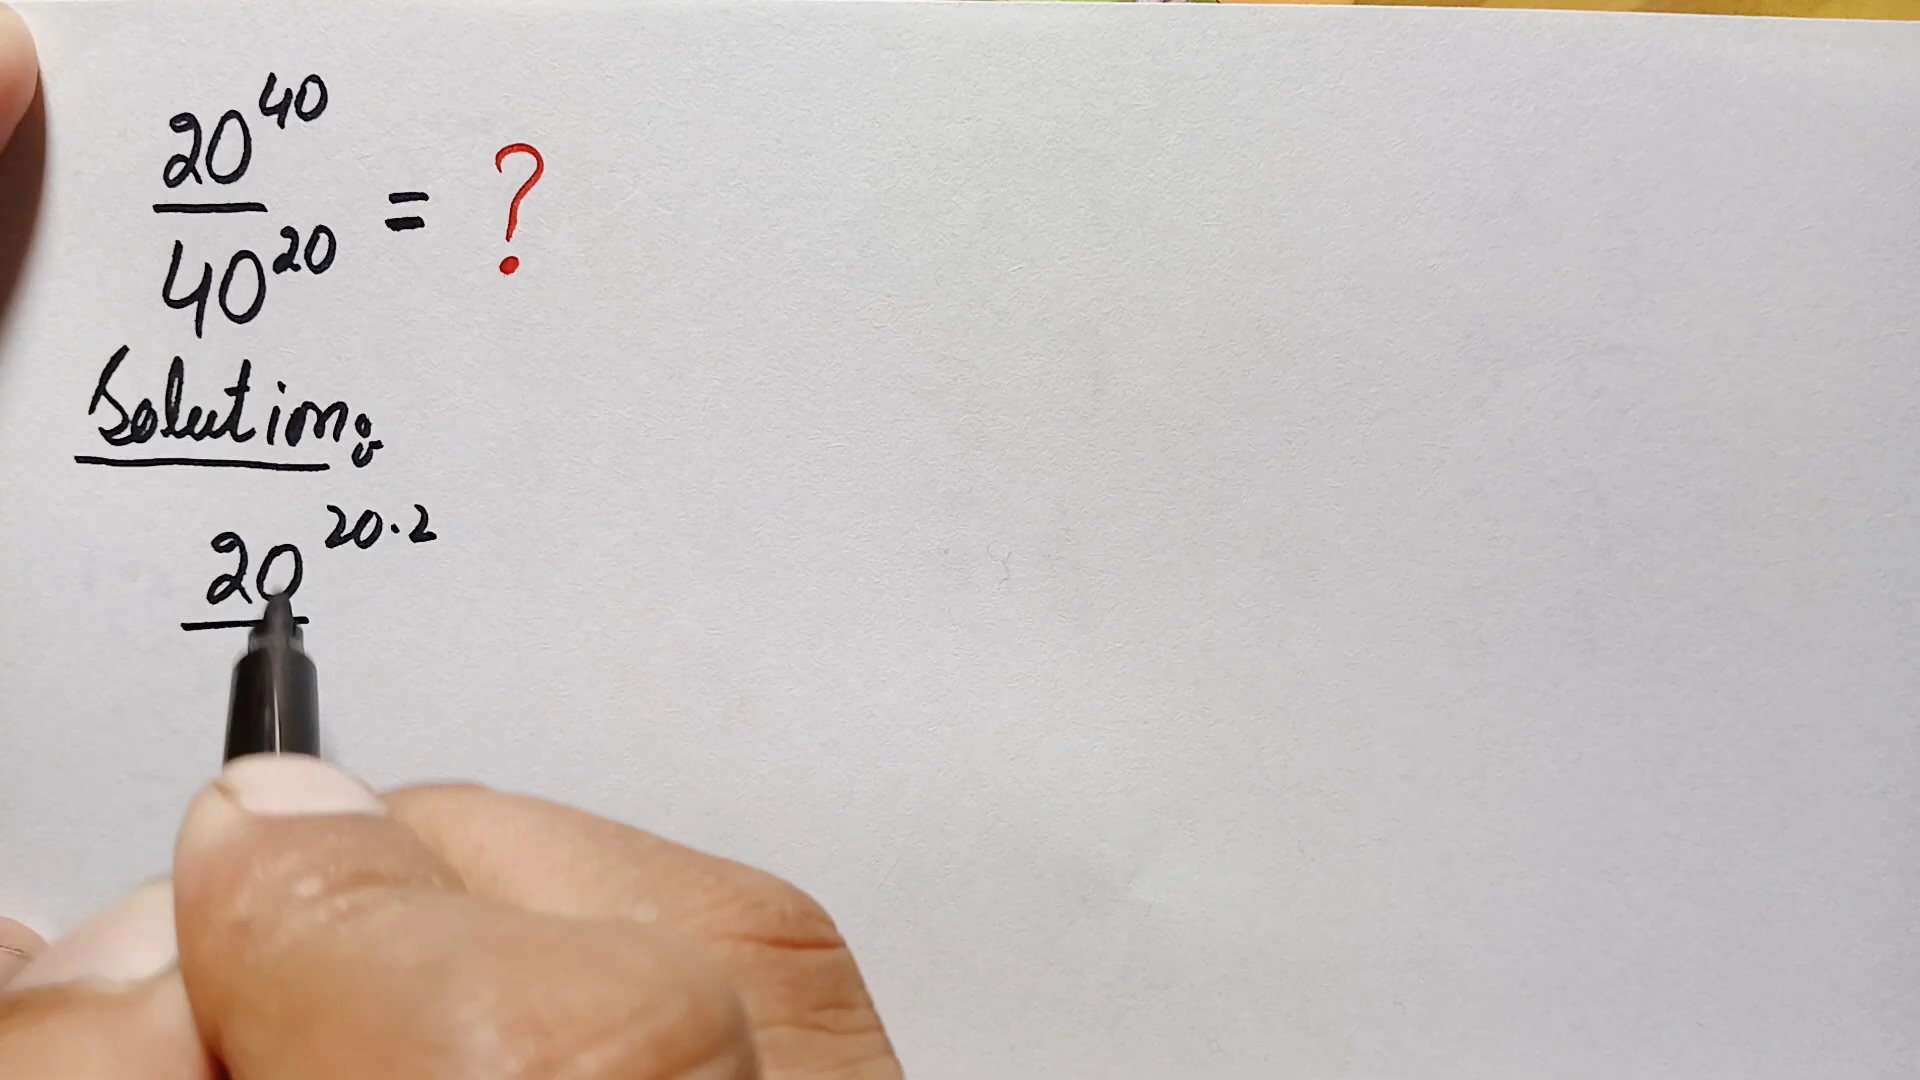 20^40
—— = ?
40^20
Solution:
20^20·2
——